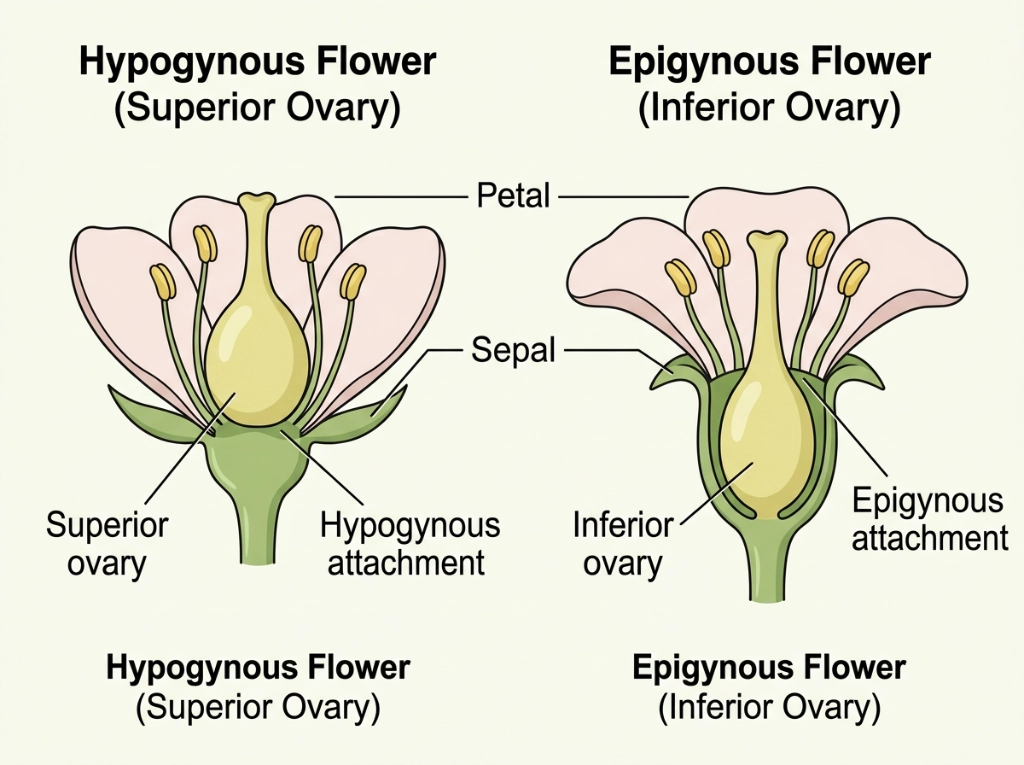 Hypogynous Flower
(Superior Ovary)
Epigynous Flower
(Inferior Ovary)
Petal
Sepal
Superior
ovary
Hypogynous
attachment
Inferior
ovary
Epigynous
attachment
Hypogynous Flower
(Superior Ovary)
Epigynous Flower
(Inferior Ovary)